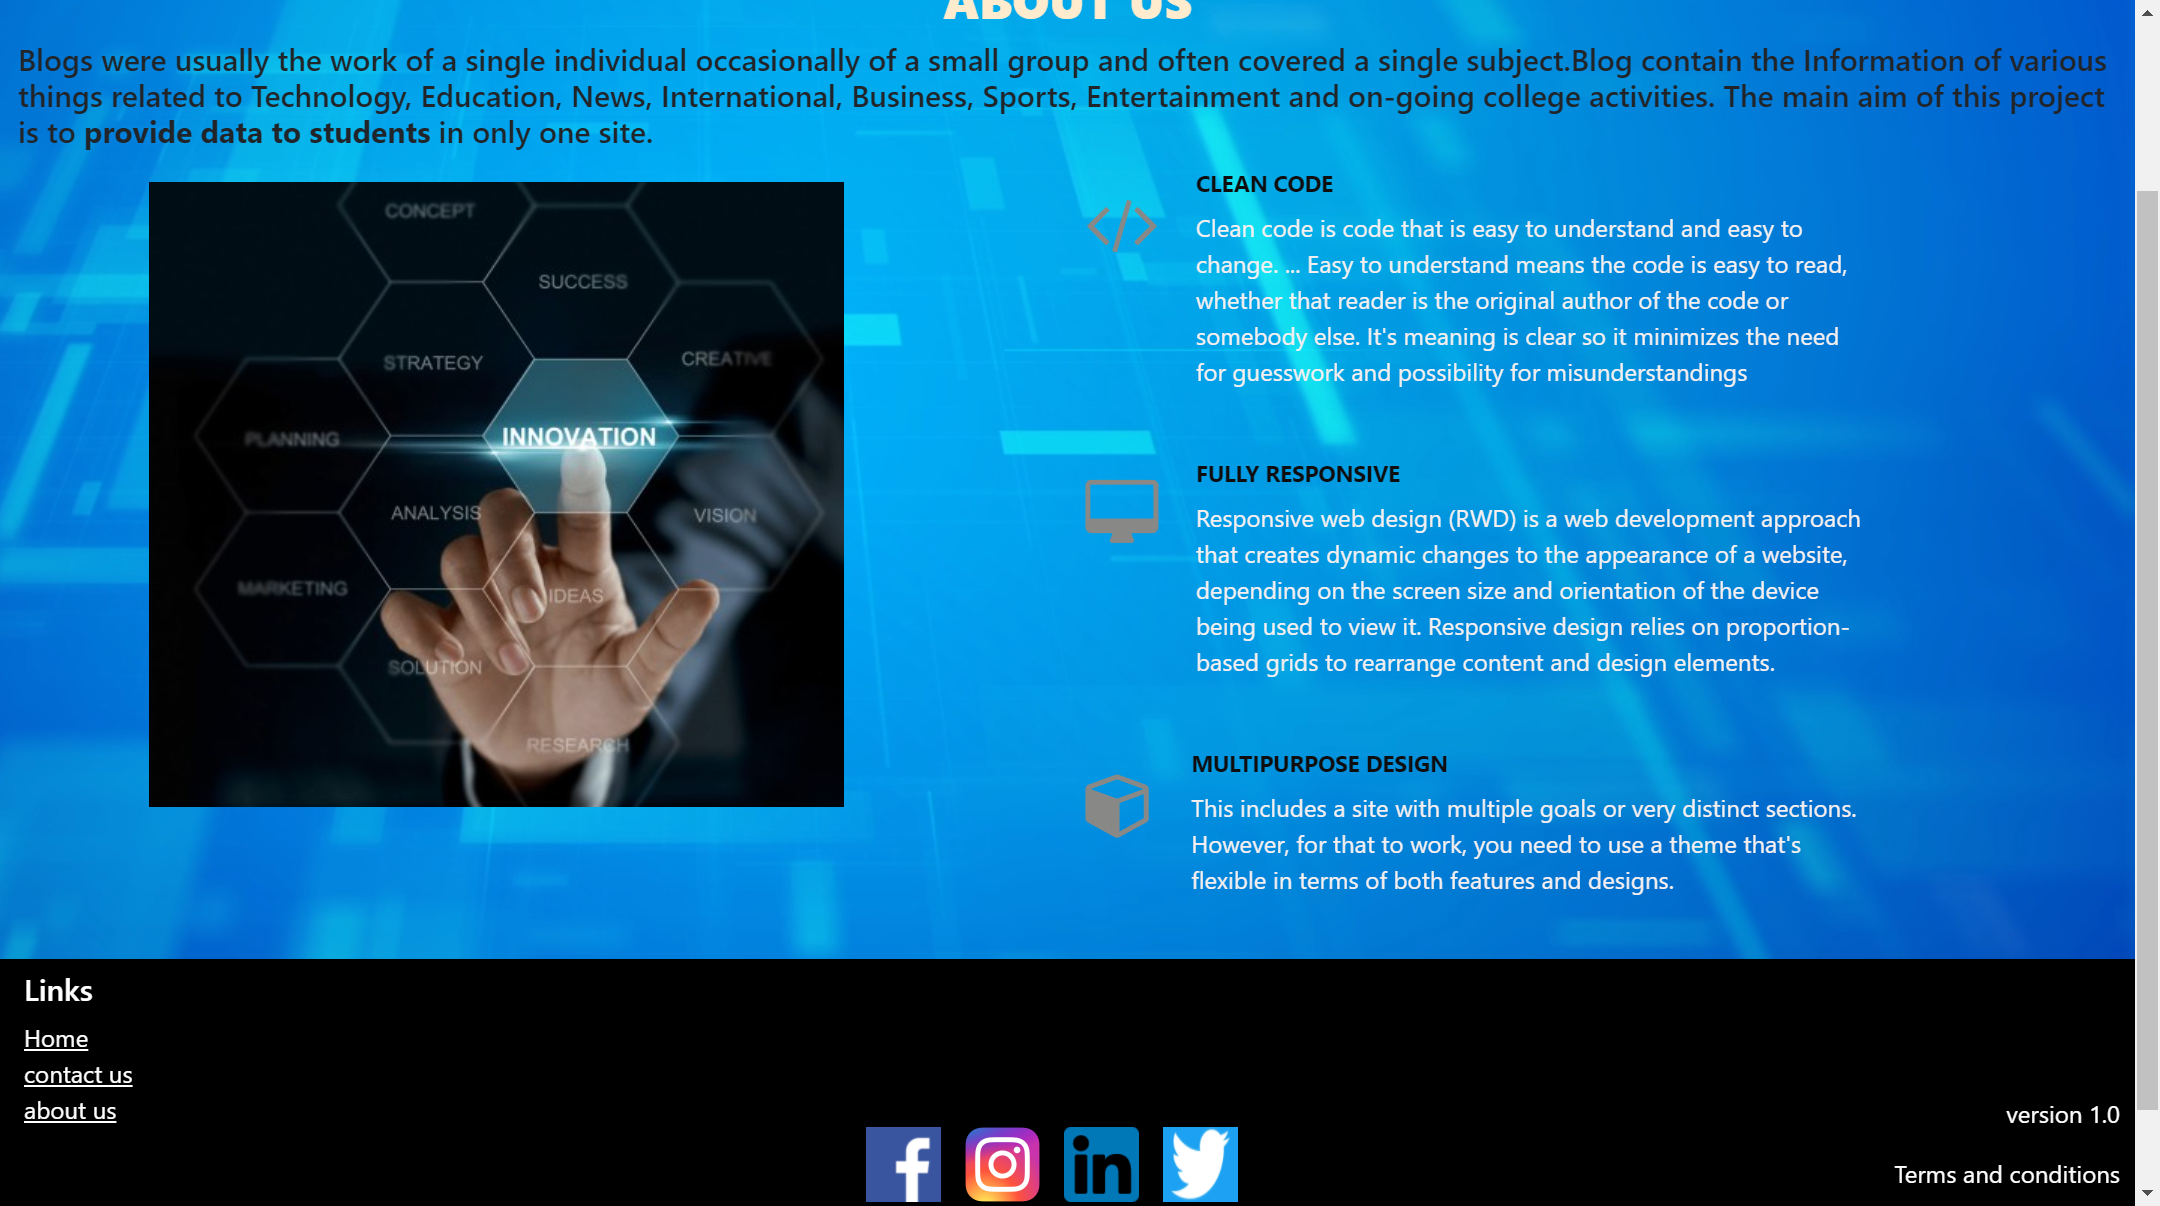 ABOUT US
Blogs were usually the work of a single individual occasionally of a small group and often covered a single subject.Blog contain the Information of various
things related to Technology, Education, News, International, Business, Sports, Entertainment and on-going college activities. The main aim of this project
is to provide data to students in only one site.
CONCEPT
SUCCESS
STRATEGY
CREATIVE
PLANNING
INNOVATION
ANALYSIS
VISION
MARKETING
IDEAS
SOLUTION
RESEARCH
CLEAN CODE
Clean code is code that is easy to understand and easy to
change. ... Easy to understand means the code is easy to read,
whether that reader is the original author of the code or
somebody else. It's meaning is clear so it minimizes the need
for guesswork and possibility for misunderstandings
FULLY RESPONSIVE
Responsive web design (RWD) is a web development approach
that creates dynamic changes to the appearance of a website,
depending on the screen size and orientation of the device
being used to view it. Responsive design relies on proportion-
based grids to rearrange content and design elements.
MULTIPURPOSE DESIGN
This includes a site with multiple goals or very distinct sections.
However, for that to work, you need to use a theme that's
flexible in terms of both features and designs.
Links
Home
contact us
about us
version 1.0
Terms and conditions